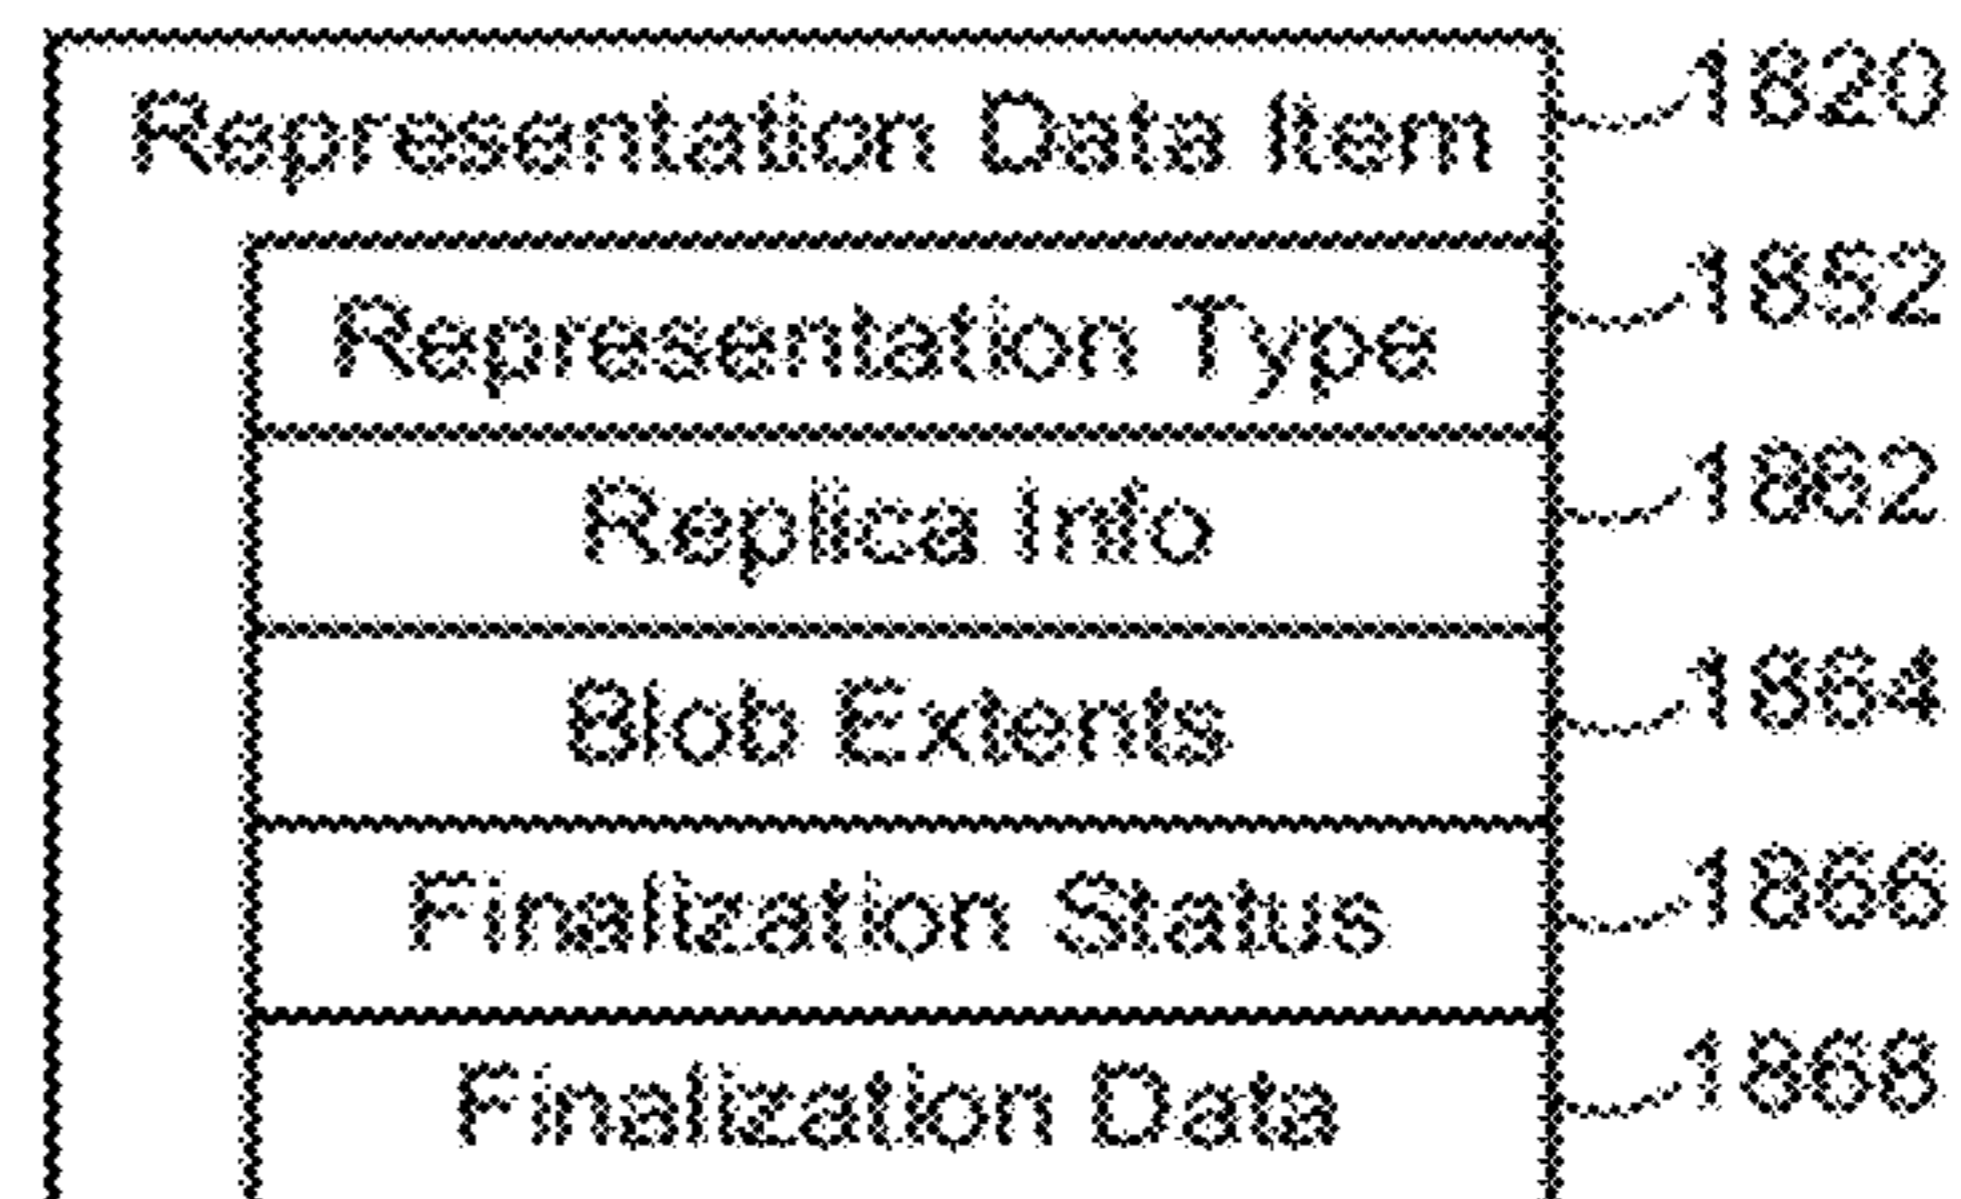 Representation Data Item 1820
Representation Type 1852
Replica Info 1862
Blob Extents 1864
Finalization Status 1866
Finalization Data 1868